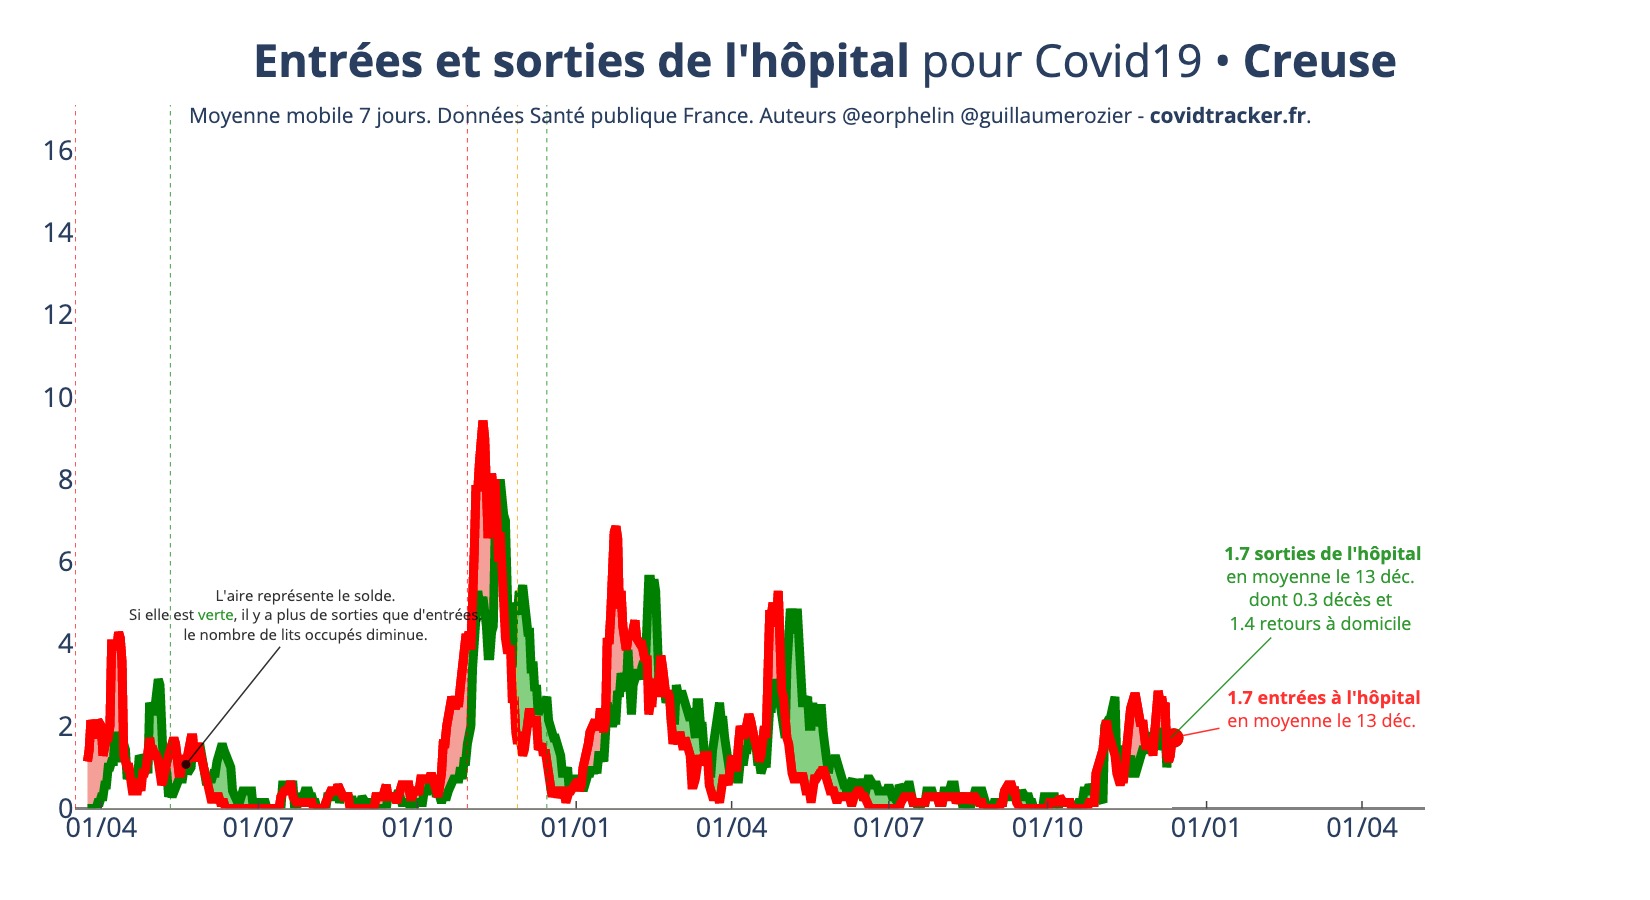 Entrées et sorties de l'hôpital pour Covid19 • Creuse
Moyenne mobile 7 jours. Données Santé publique France. Auteurs @eorphelin @guillaumerozier - covidtracker.fr.
16
14
12
10
8
6
4
2
0
L'aire représente le solde.
Si elle est verte, il y a plus de sorties que d'entrées,
le nombre de lits occupés diminue.
1.7 sorties de l'hôpital
en moyenne le 13 déc.
dont 0.3 décès et
1.4 retours à domicile
1.7 entrées à l'hôpital
en moyenne le 13 déc.
01/04 01/07 01/10 01/01 01/04 01/07 01/10 01/01 01/04